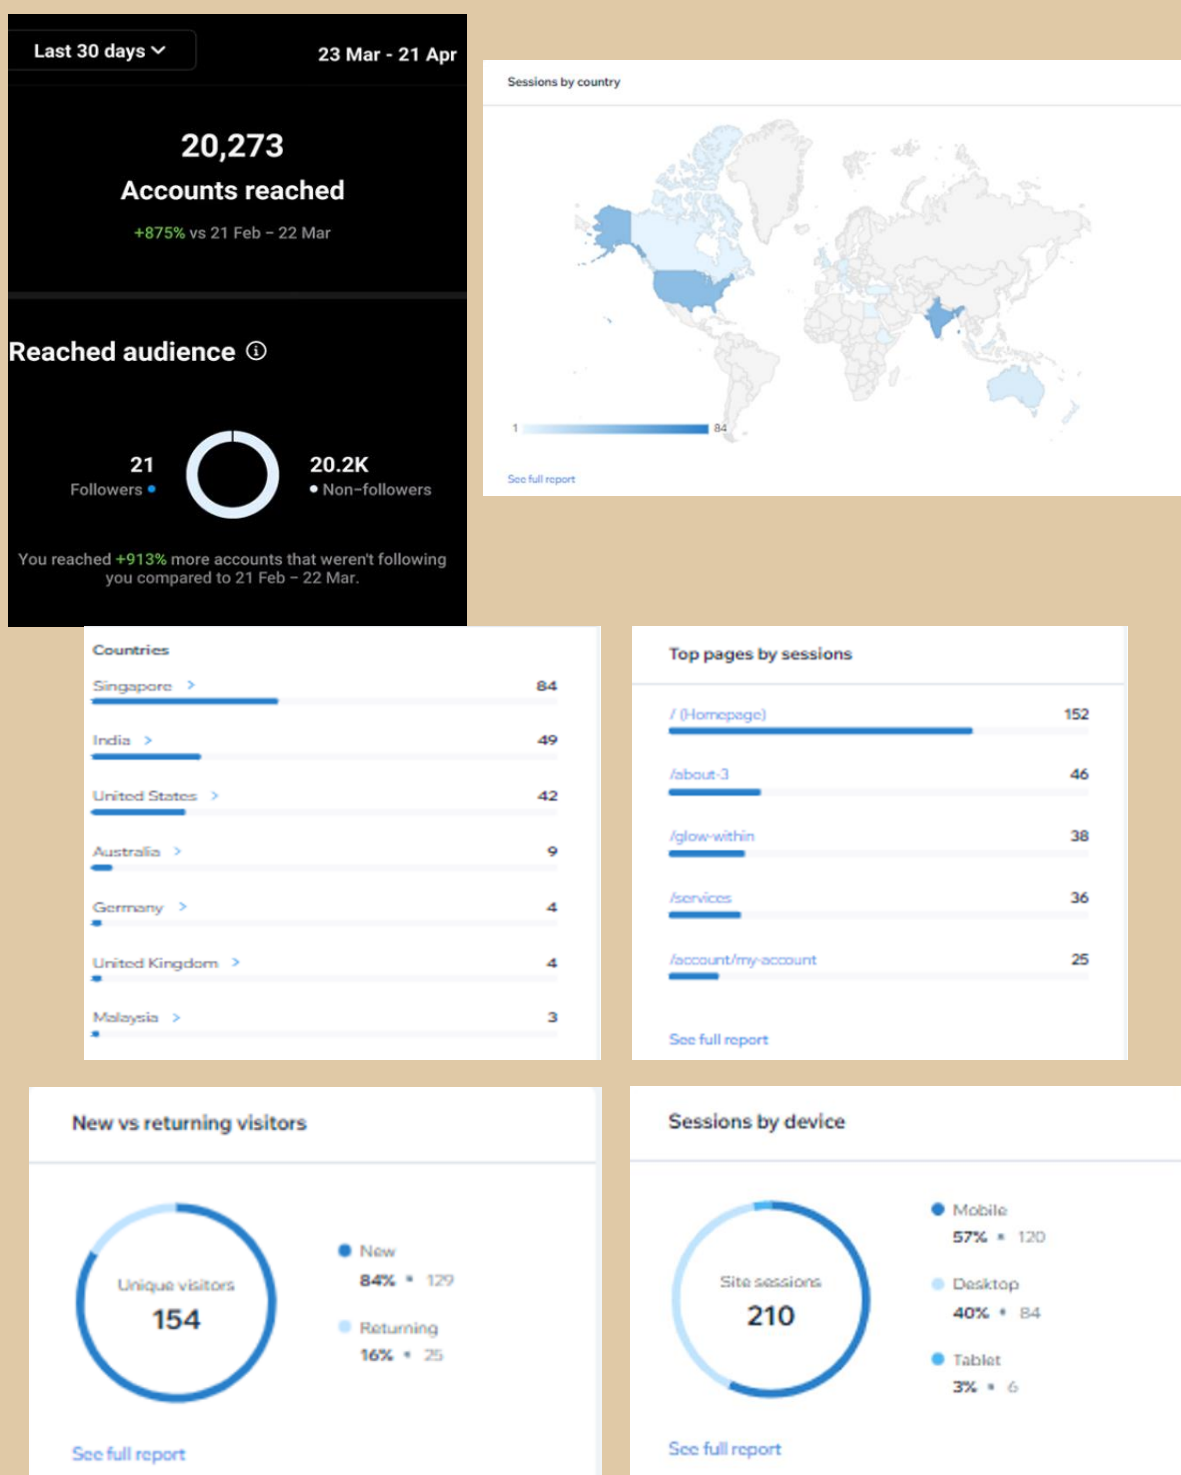 Last 30 days
23 Mar - 21 Apr
20,273
Accounts reached
+875% vs 21 Feb – 22 Mar
Reached audience
21
Followers
20.2K
Non-followers
You reached +913% more accounts that weren't following
you compared to 21 Feb – 22 Mar.
Sessions by country
1
84
See full report
Countries
Singapore > 84
India > 49
United States > 42
Australia > 9
Germany > 4
United Kingdom > 4
Malaysia > 3
Top pages by sessions
/ (Homepage) 152
/about-3 46
/glow-within 38
/services 36
/account/my-account 25
See full report
New vs returning visitors
Unique visitors
154
New
84% • 129
Returning
16% • 25
See full report
Sessions by device
Site sessions
210
Mobile
57% • 120
Desktop
40% • 84
Tablet
3% • 6
See full report